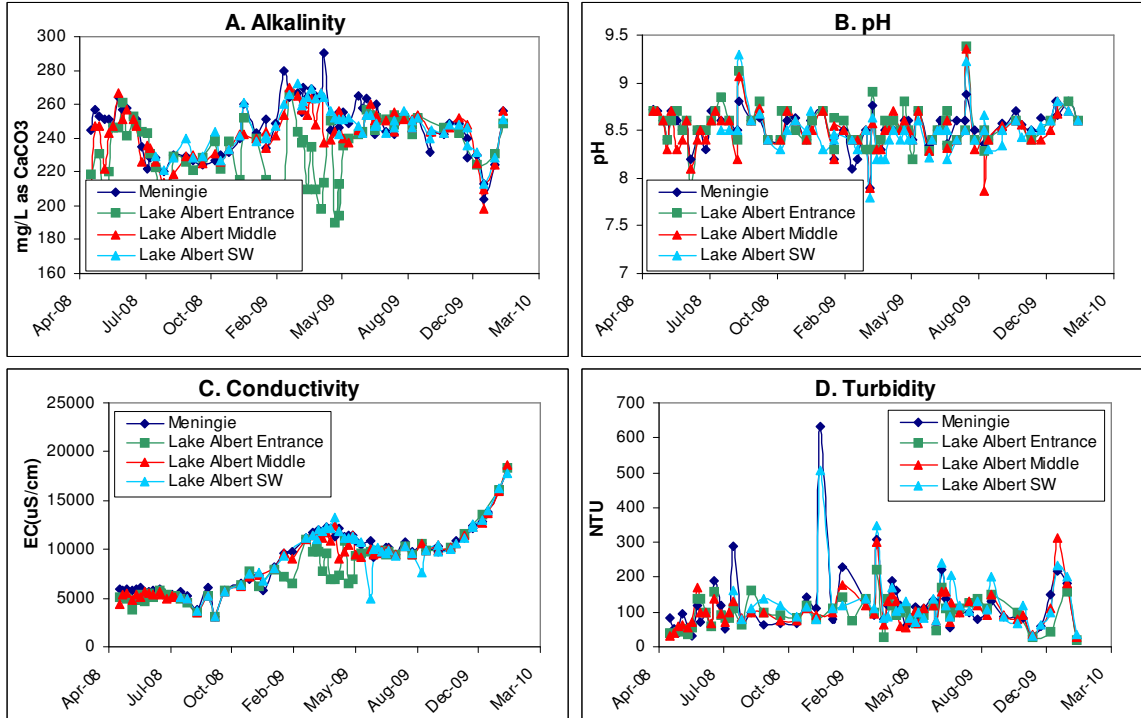 A. Alkalinity
300
280
260
240
220
200
180
160
mg/L as CaCO3
Meningie
Lake Albert Entrance
Lake Albert Middle
Lake Albert SW
Apr-08
Jul-08
Oct-08
Feb-09
May-09
Aug-09
Dec-09
Mar-10
B. pH
9.5
9
8.5
8
7.5
7
pH
Meningie
Lake Albert Entrance
Lake Albert Middle
Lake Albert SW
Apr-08
Jul-08
Oct-08
Feb-09
May-09
Aug-09
Dec-09
Mar-10
C. Conductivity
25000
20000
15000
10000
5000
0
EC(uS/cm)
Meningie
Lake Albert Entrance
Lake Albert Middle
Lake Albert SW
Apr-08
Jul-08
Oct-08
Feb-09
May-09
Aug-09
Dec-09
Mar-10
D. Turbidity
700
600
500
400
300
200
100
0
NTU
Meningie
Lake Albert Entrance
Lake Albert Middle
Lake Albert SW
Apr-08
Jul-08
Oct-08
Feb-09
May-09
Aug-09
Dec-09
Mar-10